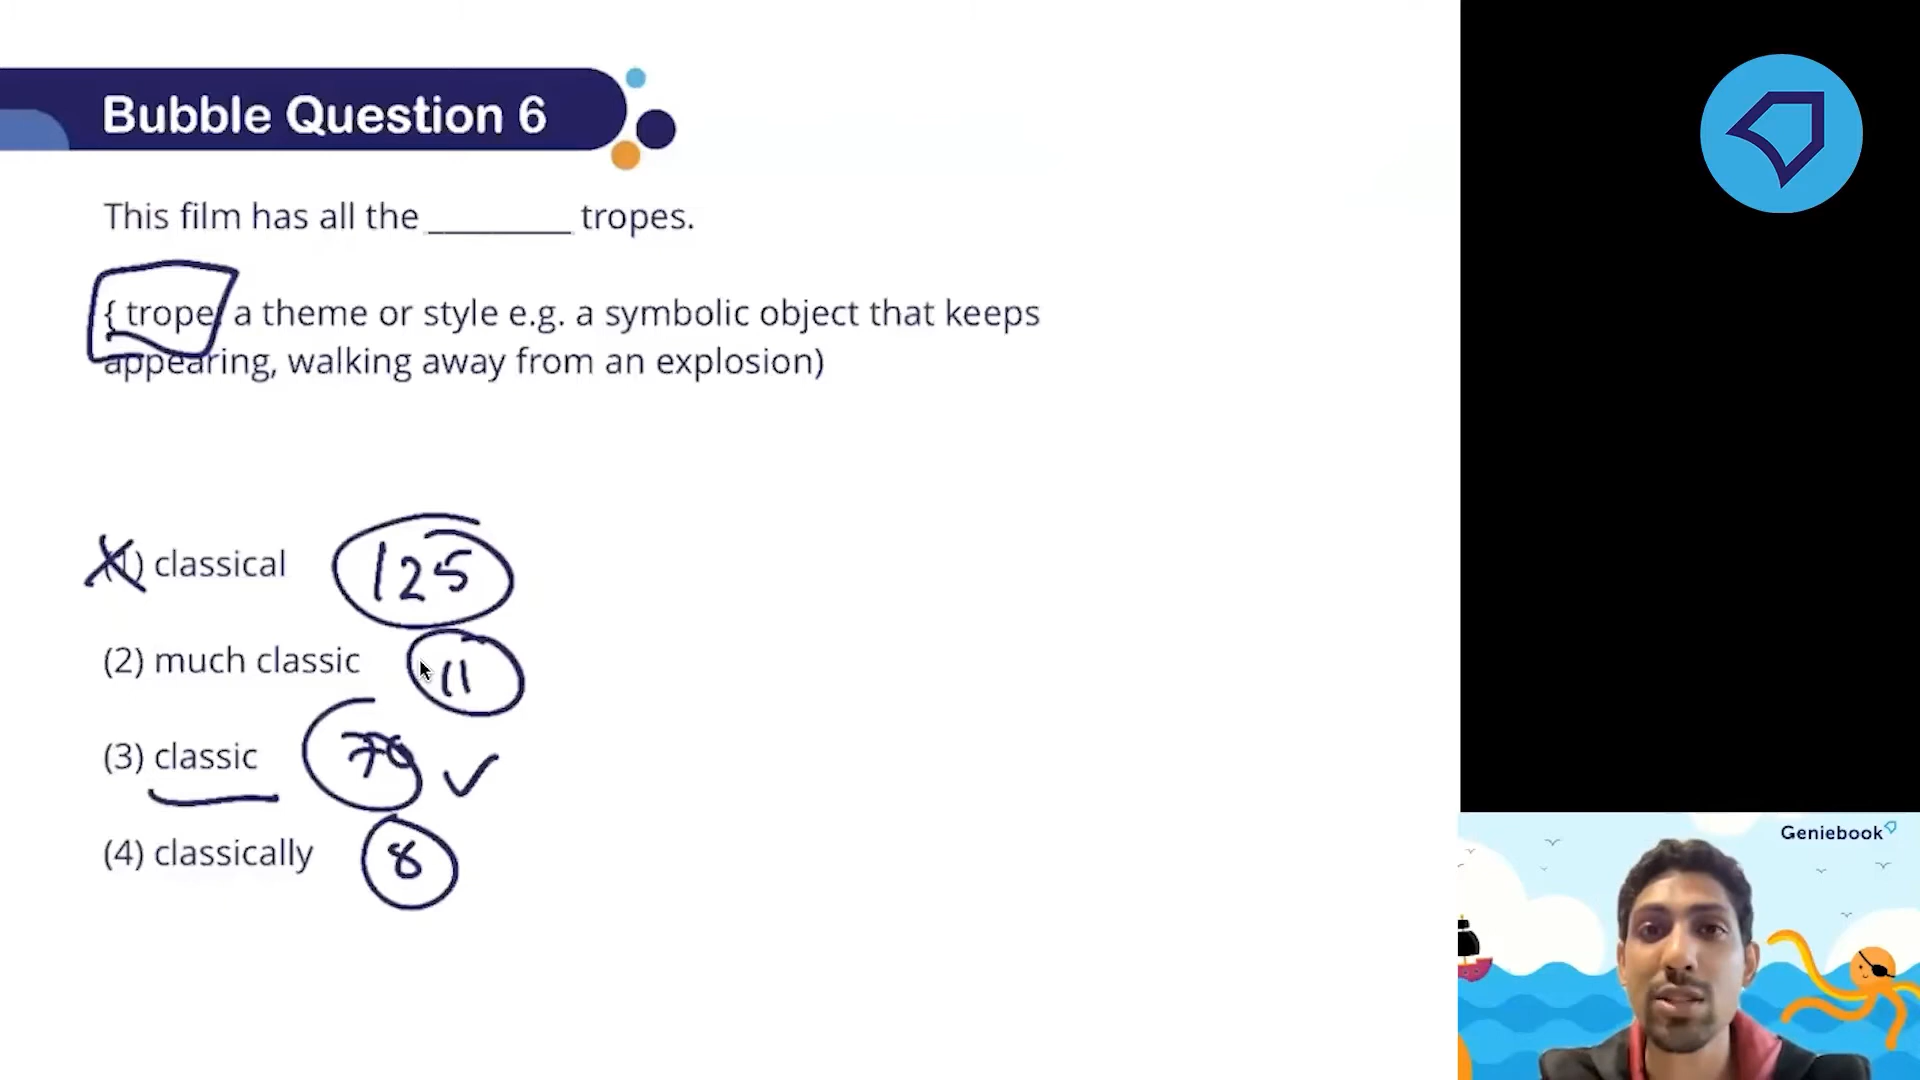 Bubble Question 6
This film has all the _________ tropes.
{ trope, a theme or style e.g. a symbolic object that keeps
appearing, walking away from an explosion)
(1) classical 125
(2) much classic 11
(3) classic 79
(4) classically 8
Geniebook